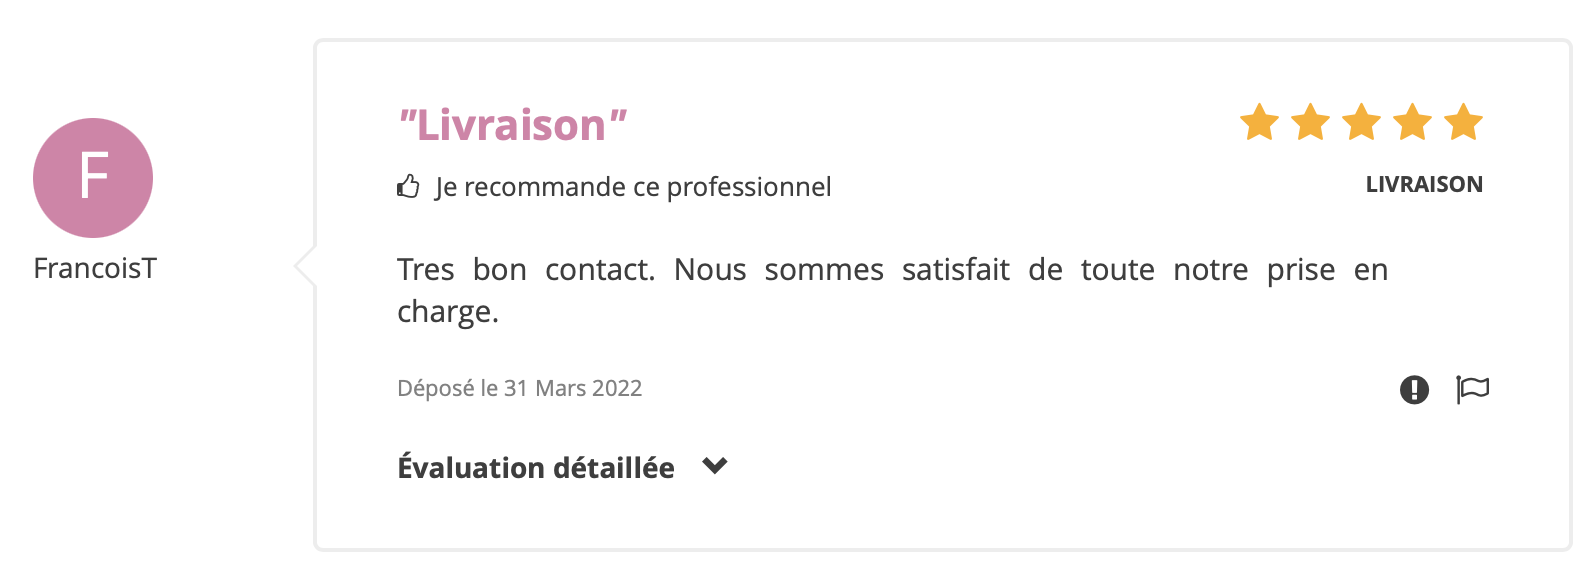 F
FrancoisT
"Livraison"
Je recommande ce professionnel
LIVRAISON
Tres bon contact. Nous sommes satisfait de toute notre prise en
charge.
Déposé le 31 Mars 2022
Évaluation détaillée